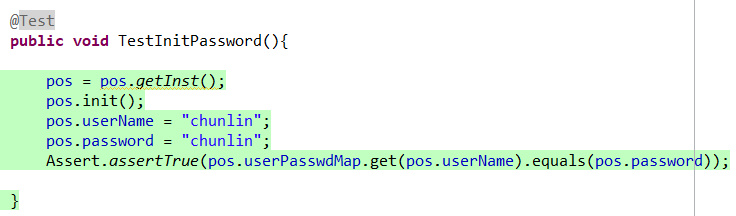 @Test
public void TestInitPassword(){
pos = pos.getInst();
pos.init();
pos.userName = "chunlin";
pos.password = "chunlin";
Assert.assertTrue(pos.userPasswdMap.get(pos.userName).equals(pos.password));
}